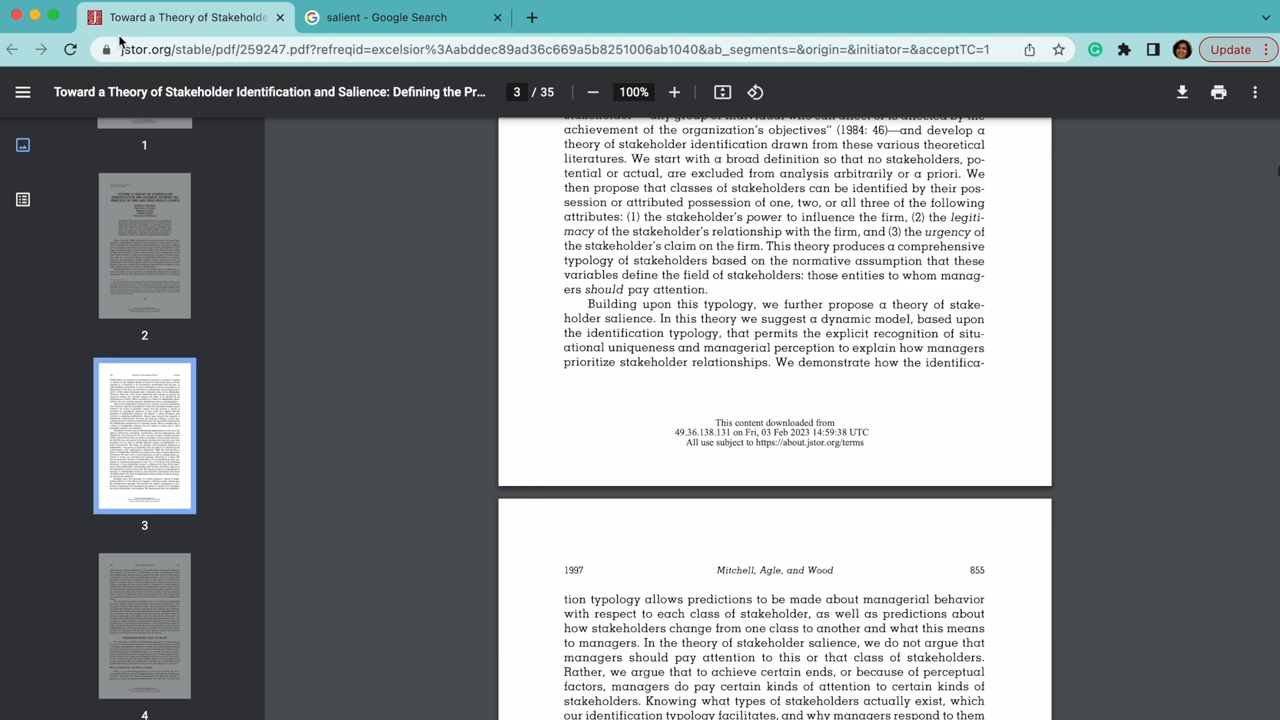 Toward a Theory of Stakeholde
salient - Google Search
jstor.org/stable/pdf/259247.pdf?refreqid=excelsior%3Aabddec89ad36c669a5b8251006ab1040&ab_segments=&origin=&initiator=&acceptTC=1
Update
Toward a Theory of Stakeholder Identification and Salience: Defining the Pr...
3 / 35
100%
1
2
3
4
achievement of the organization's objectives" (1984: 46)—and develop a
theory of stakeholder identification drawn from these various theoretical
literatures. We start with a broad definition so that no stakeholders, po-
tential or actual, are excluded from analysis arbitrarily or a priori. We
then propose that classes of stakeholders can be identified by their pos-
session or attributed possession of one, two, or all three of the following
attributes: (1) the stakeholder's power to influence the firm, (2) the legiti-
macy of the stakeholder's relationship with the firm, and (3) the urgency of
the stakeholder's claim on the firm. This theory produces a comprehensive
typology of stakeholders based on the normative assumption that these
variables define the field of stakeholders: those entities to whom manag-
ers should pay attention.
Building upon this typology, we further propose a theory of stake-
holder salience. In this theory we suggest a dynamic model, based upon
the identification typology, that permits the explicit recognition of situ-
ational uniqueness and managerial perception to explain how managers
prioritize stakeholder relationships. We demonstrate how the identifica-
This content downloaded from
49.36.138.131 on Fri, 03 Feb 2023 14:59:38 UTC
All use subject to https://about.jstor.org/terms
1997 Mitchell, Agle, and Wood 855
tion typology allows predictions to be made about managerial behavior
with respect to each class of stakeholder, as well as predictions about
how stakeholders change from one class to another and what this means
to managers. In the theory of stakeholder salience, we do not argue that
managers should pay attention to this or that class of stakeholders.
Rather, we argue that to achieve certain ends, or because of perceptual
factors, managers do pay certain kinds of attention to certain kinds of
stakeholders. Knowing what types of stakeholders actually exist, which
our identification typology facilitates, and why managers respond to them